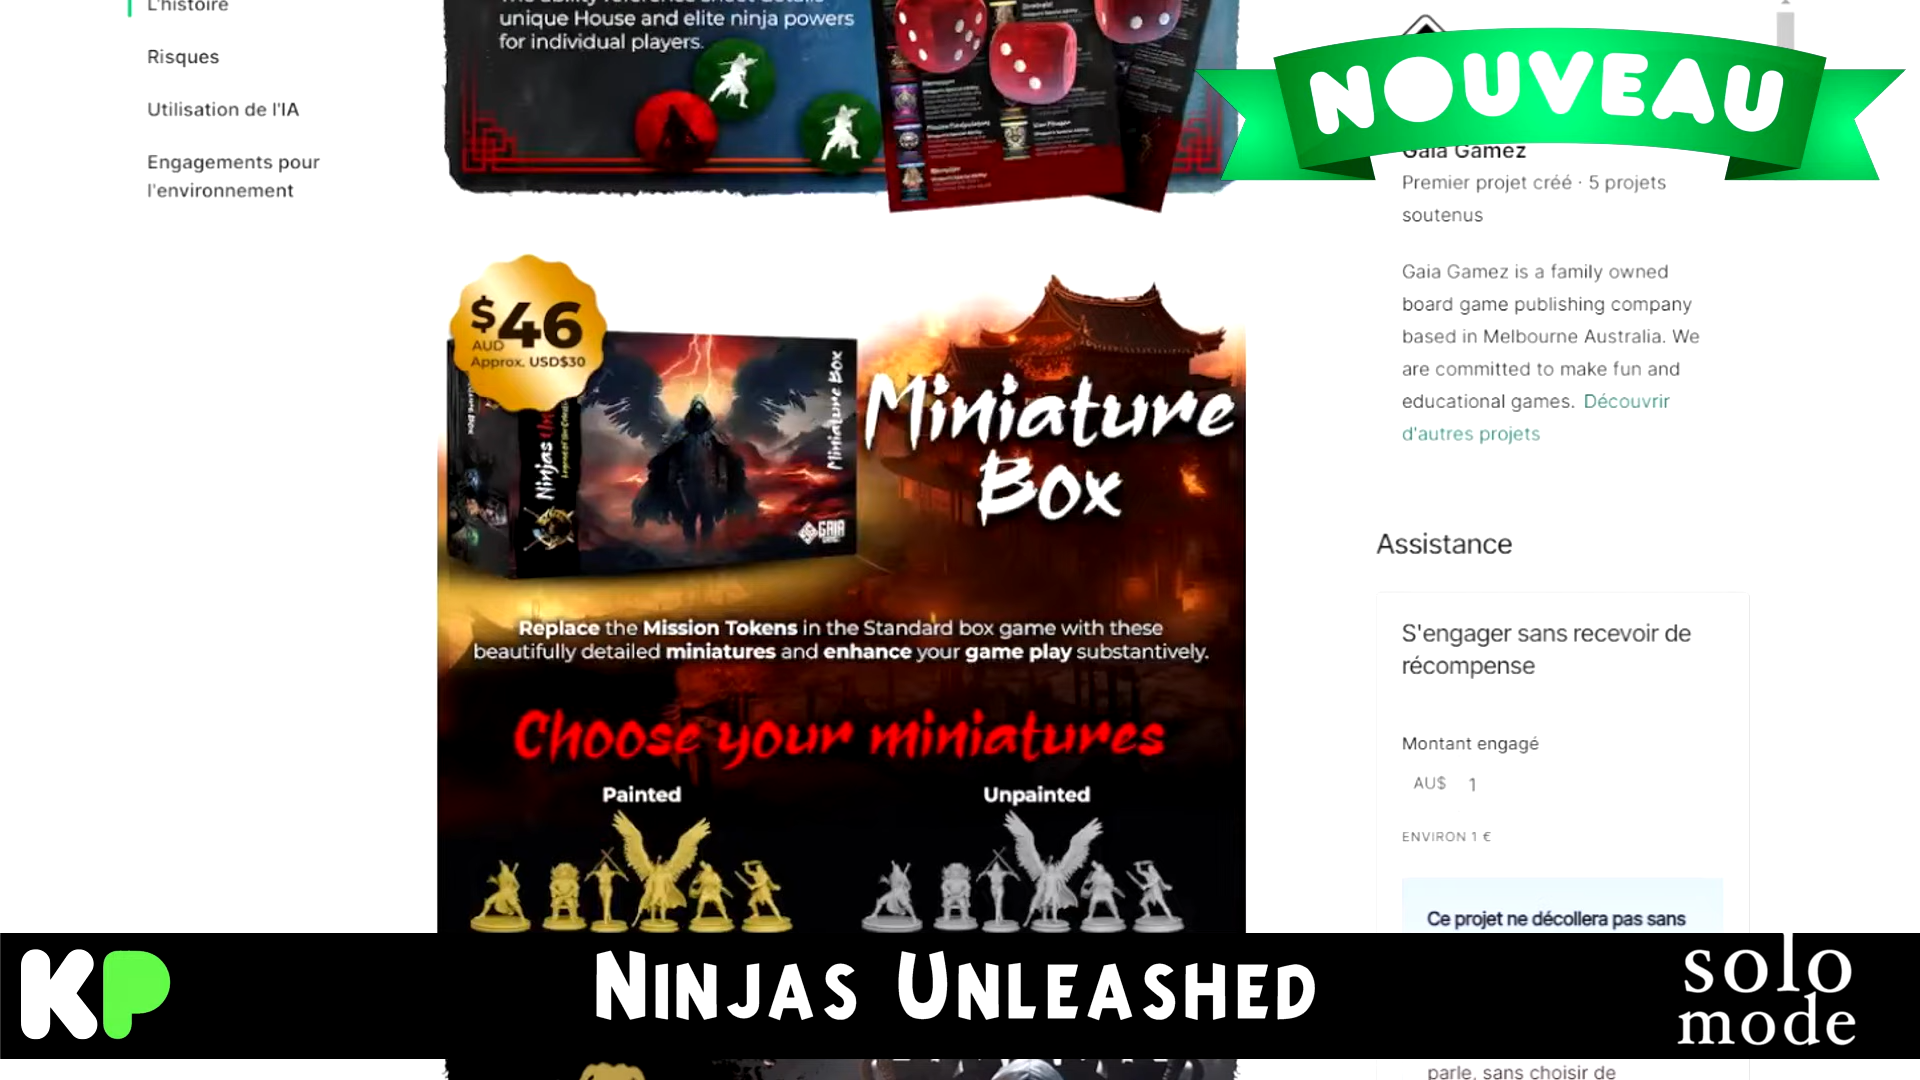 L'histoire
Risques
Utilisation de l'IA
Engagements pour
l'environnement
unique House and elite ninja powers
for individual players.
NOUVEAU
Gaia Gamez
Premier projet créé · 5 projets
soutenus
Gaia Gamez is a family owned
board game publishing company
based in Melbourne Australia. We
are committed to make fun and
educational games. Découvrir
d'autres projets
$46
AUD
Approx. USD$30
Ninjas
Miniature Box
GAIA
Miniature
Box
Replace the Mission Tokens in the Standard box game with these
beautifully detailed miniatures and enhance your game play substantively.
Choose your miniatures
Painted
Unpainted
Assistance
S'engager sans recevoir de
récompense
Montant engagé
AU$ 1
ENVIRON 1 €
Ce projet ne décollera pas sans
KP
NINJAS UNLEASHED
solo
mode
parle, sans choisir de